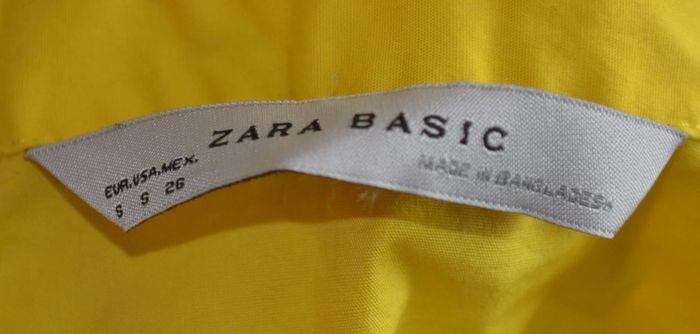 ZARA BASIC
MADE IN BANGLADESH
EUR.USA.MEX.
S S 26